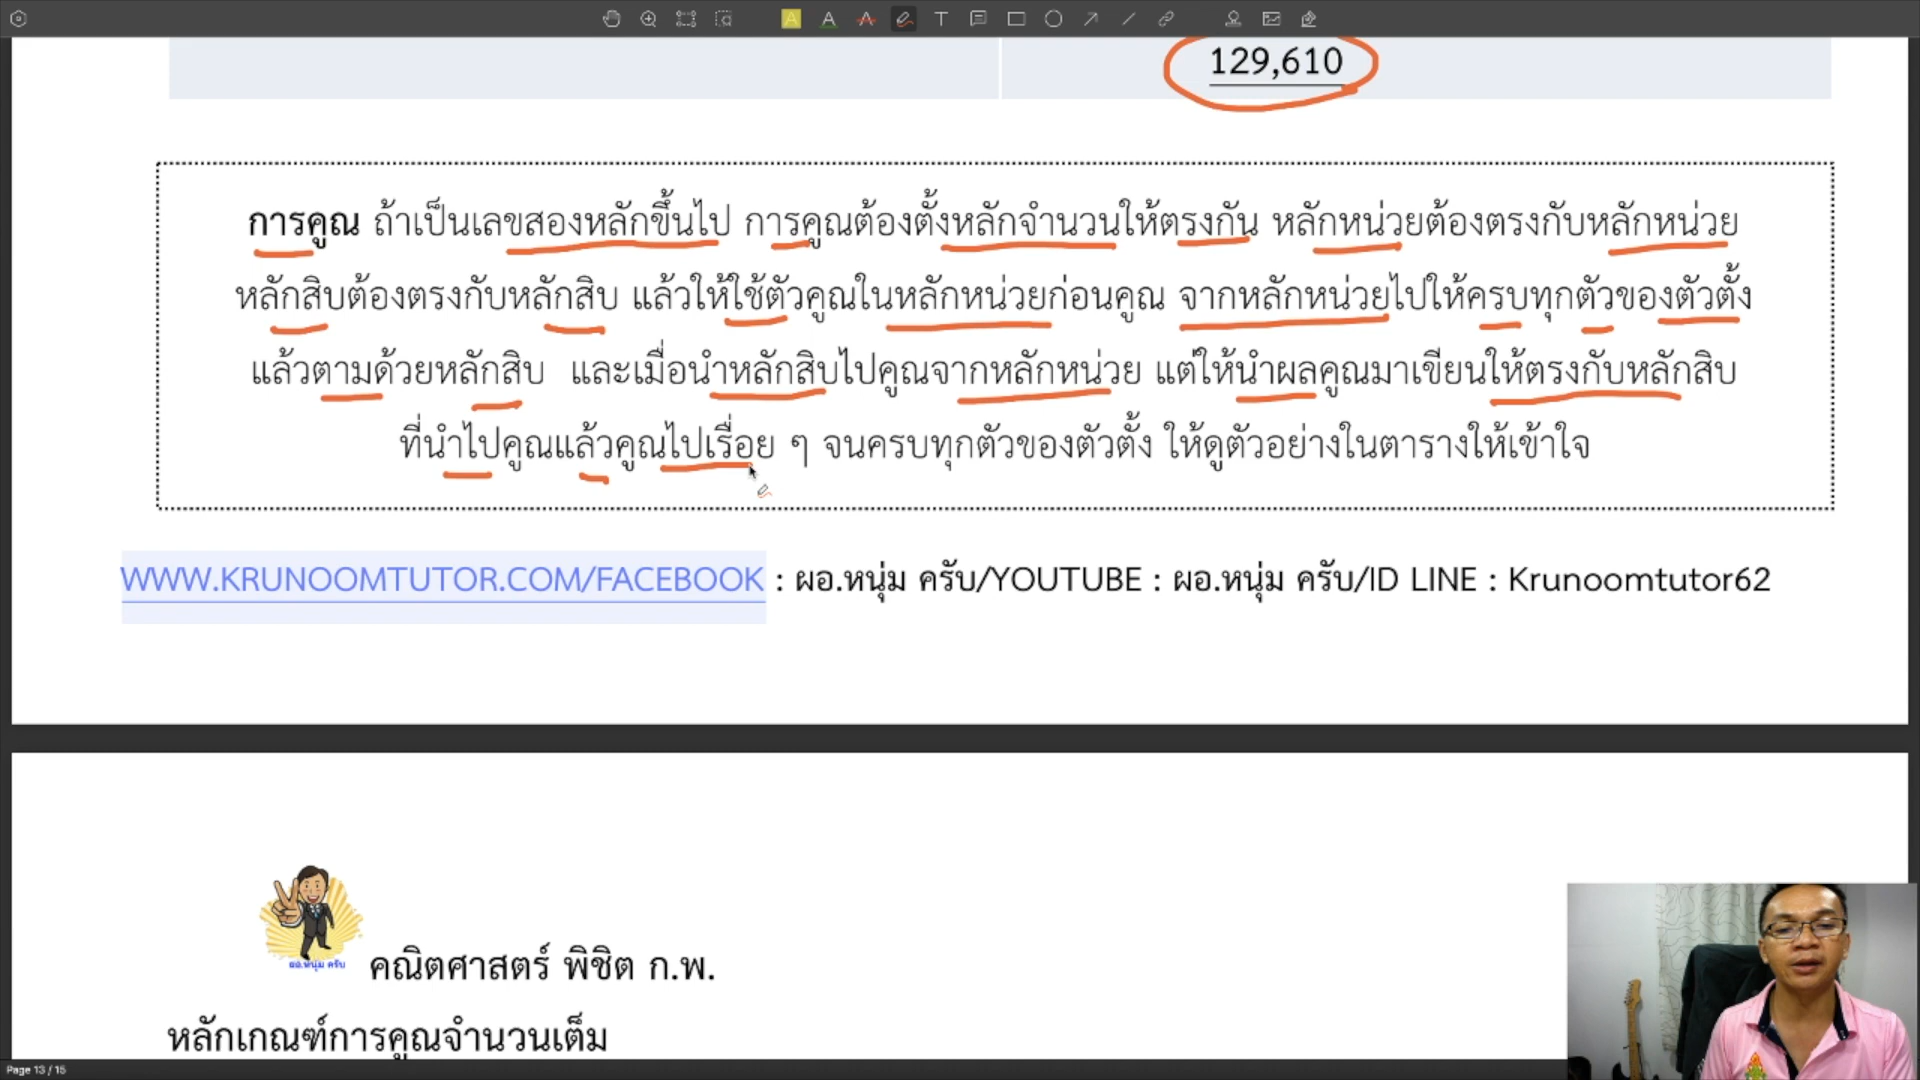 129,610
การคูณ ถ้าเป็นเลขสองหลักขึ้นไป การคูณต้องตั้งหลักจำนวนให้ตรงกัน หลักหน่วยต้องตรงกับหลักหน่วย
หลักสิบต้องตรงกับหลักสิบ แล้วให้ใช้ตัวคูณในหลักหน่วยก่อนคูณ จากหลักหน่วยไปให้ครบทุกตัวของตัวตั้ง
แล้วตามด้วยหลักสิบ และเมื่อนำหลักสิบไปคูณจากหลักหน่วย แต่ให้นำผลคูณมาเขียนให้ตรงกับหลักสิบ
ที่นำไปคูณแล้วคูณไปเรื่อย ๆ จนครบทุกตัวของตัวตั้ง ให้ดูตัวอย่างในตารางให้เข้าใจ
WWW.KRUNOOMTUTOR.COM/FACEBOOK : ผอ.หนุ่ม ครับ/YOUTUBE : ผอ.หนุ่ม ครับ/ID LINE : Krunoomtutor62
ผอ.หนุ่ม ครับ
คณิตศาสตร์ พิชิต ก.พ.
หลักเกณฑ์การคูณจำนวนเต็ม
Page 13 / 15